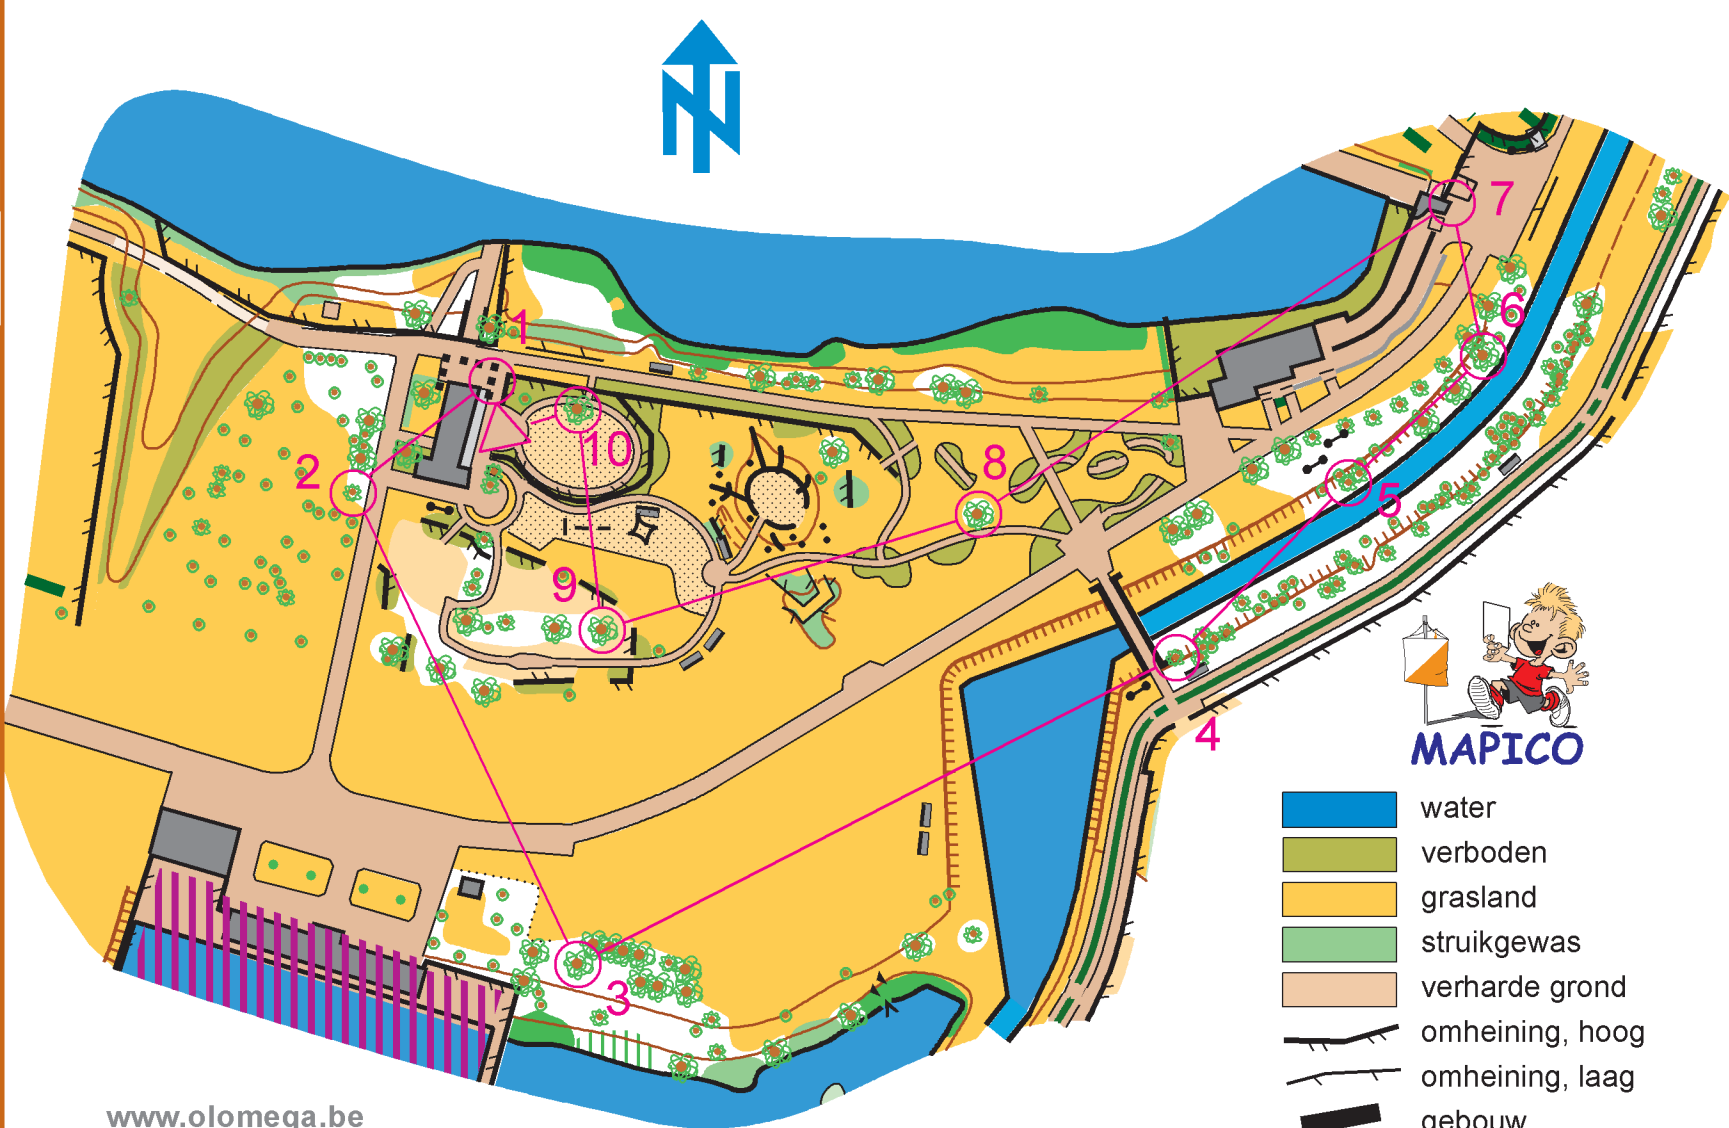 N
7
6
1
10
8
2
5
9
4
MAPICO
water
verboden
grasland
struikgewas
3
verharde grond
omheining, hoog
omheining, laag
gebouw
www.olomega.be